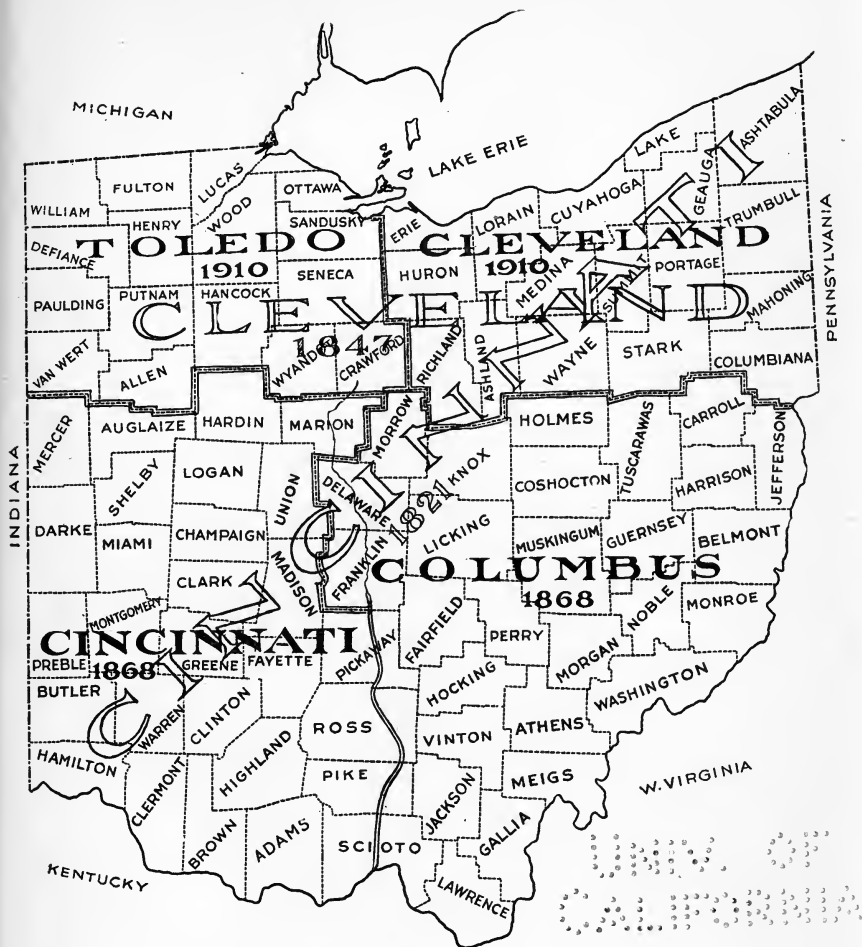 MICHIGAN
LAKE ERIE
LAKE
ASHTABULA
GEAUGA
LUCAS
FULTON
OTTAWA
WOOD
WILLIAM
HENRY
SANDUSKY
ERIE
LORAIN
CUYAHOGA
TRUMBULL
PENNSYLVANIA
DEFIANCE
TOLEDO
1910
CLEVELAND
1910
SENECA
HURON
MEDINA
SUMMIT
PORTAGE
PAULDING
PUTNAM
HANCOCK
MAHONING
CLEVELAND
1847
VAN WERT
ALLEN
WYANDO
CRAWFORD
RICHLAND
ASHLAND
WAYNE
STARK
COLUMBIANA
MERCER
AUGLAIZE
HARDIN
MARION
MORROW
HOLMES
TUSCARAWAS
CARROLL
JEFFERSON
INDIANA
SHELBY
LOGAN
UNION
DELAWARE
KNOX
COSHOCTON
HARRISON
CINCINNATI
1821
DARKE
MIAMI
CHAMPAIGN
FRANKLIN
LICKING
MUSKINGUM
GUERNSEY
BELMONT
CLARK
MADISON
COLUMBUS
1868
MONTGOMERY
FAIRFIELD
PERRY
NOBLE
MONROE
CINCINNATI
1868
PREBLE
GREENE
FAYETTE
PICKAWAY
MORGAN
WASHINGTON
BUTLER
WARREN
CLINTON
HOCKING
ROSS
VINTON
ATHENS
HAMILTON
CLERMONT
HIGHLAND
PIKE
JACKSON
MEIGS
W. VIRGINIA
BROWN
ADAMS
SCIOTO
GALLIA
LAWRENCE
KENTUCKY
UNIV. OF
CALIFORNIA